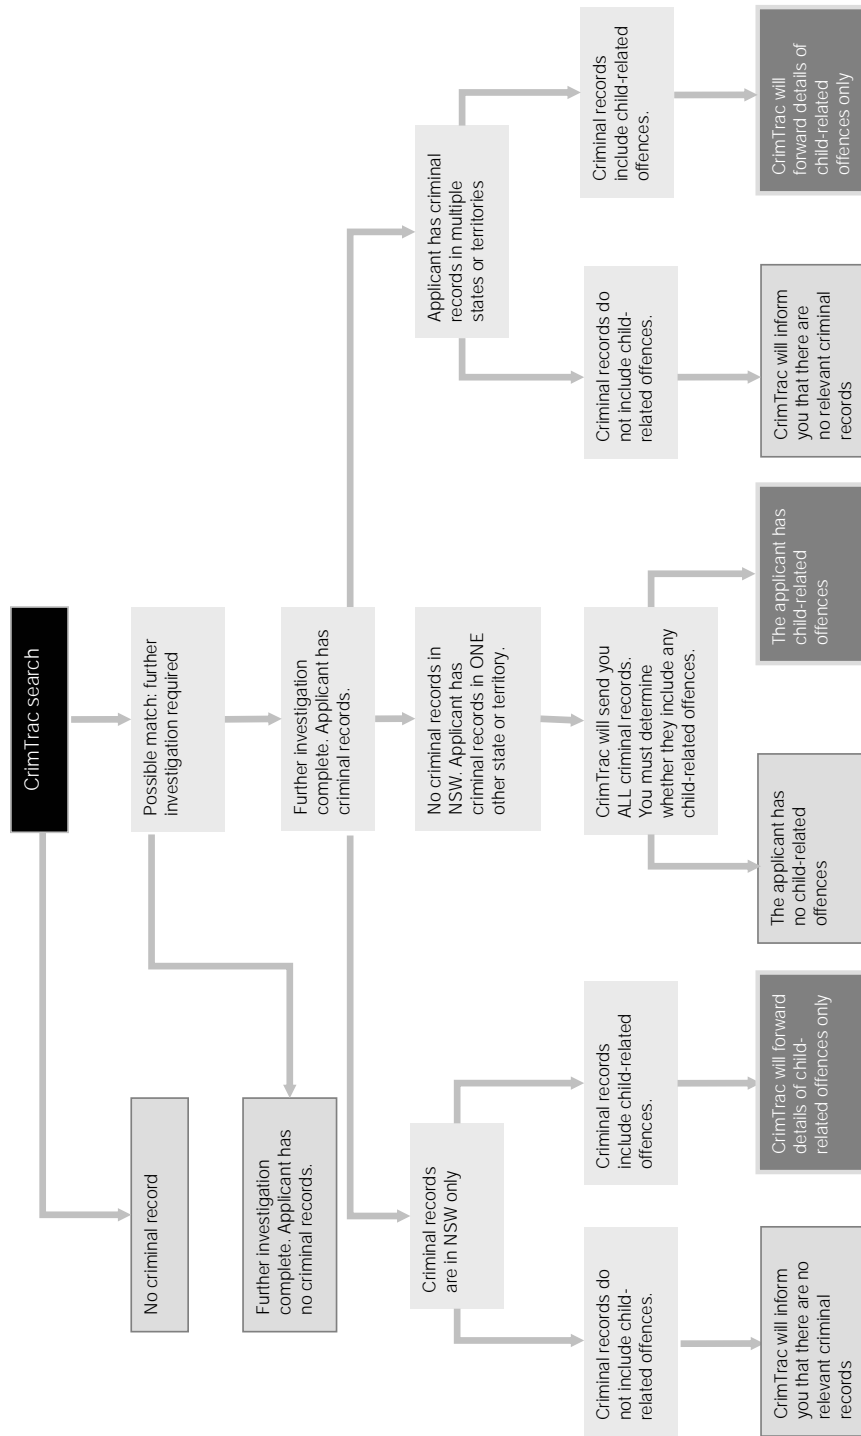 CrimTrac search
No criminal record
Possible match: further
investigation required
Further investigation
complete. Applicant has
no criminal records.
Further investigation
complete. Applicant has
criminal records.
Criminal records
are in NSW only
No criminal records in
NSW. Applicant has
criminal records in ONE
other state or territory.
Applicant has criminal
records in multiple
states or territories
Criminal records do
not include child-
related offences.
Criminal records
include child-related
offences.
CrimTrac will send you
ALL criminal records.
You must determine
whether they include any
child-related offences.
Criminal records do
not include child-
related offences.
Criminal records
include child-related
offences.
CrimTrac will inform
you that there are no
relevant criminal
records
CrimTrac will forward
details of child-
related offences only
The applicant has
no child-related
offences
The applicant has
child-related
offences
CrimTrac will inform
you that there are
no relevant criminal
records
CrimTrac will
forward details of
child-related
offences only